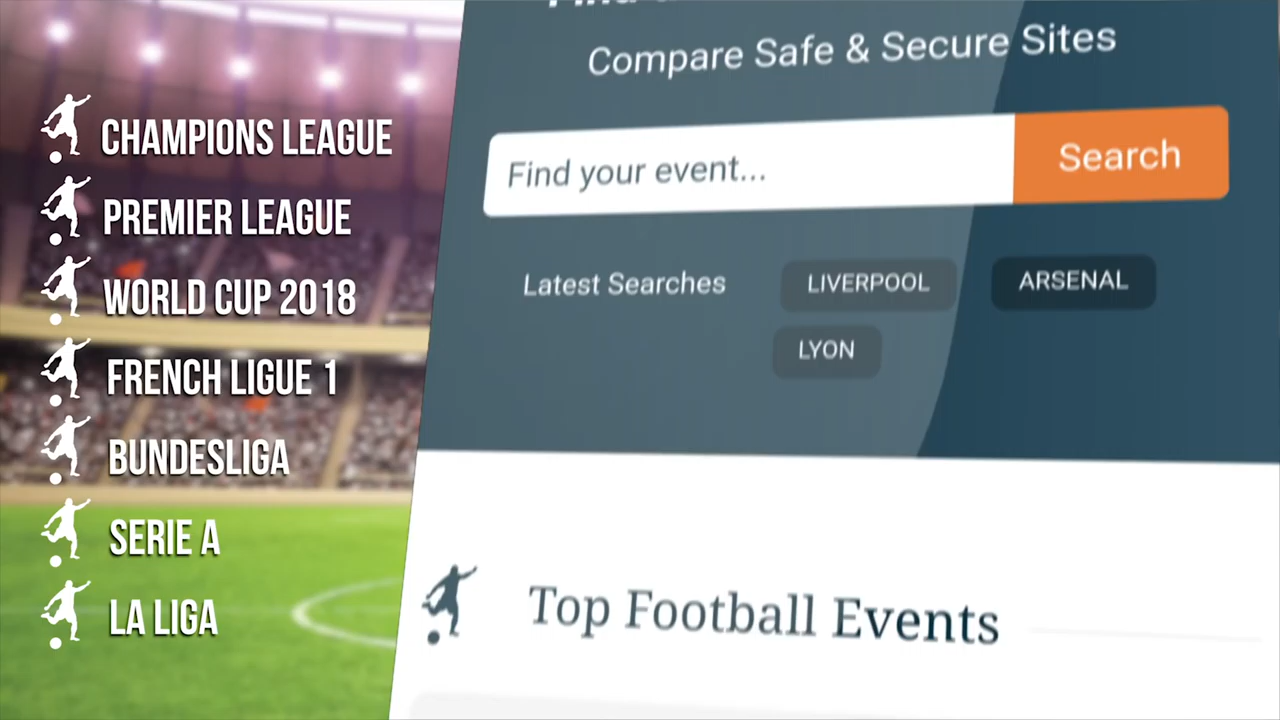 CHAMPIONS LEAGUE
PREMIER LEAGUE
WORLD CUP 2018
FRENCH LIGUE 1
BUNDESLIGA
SERIE A
LA LIGA
Compare Safe & Secure Sites
Find your event...
Search
Latest Searches
LIVERPOOL
ARSENAL
LYON
Top Football Events